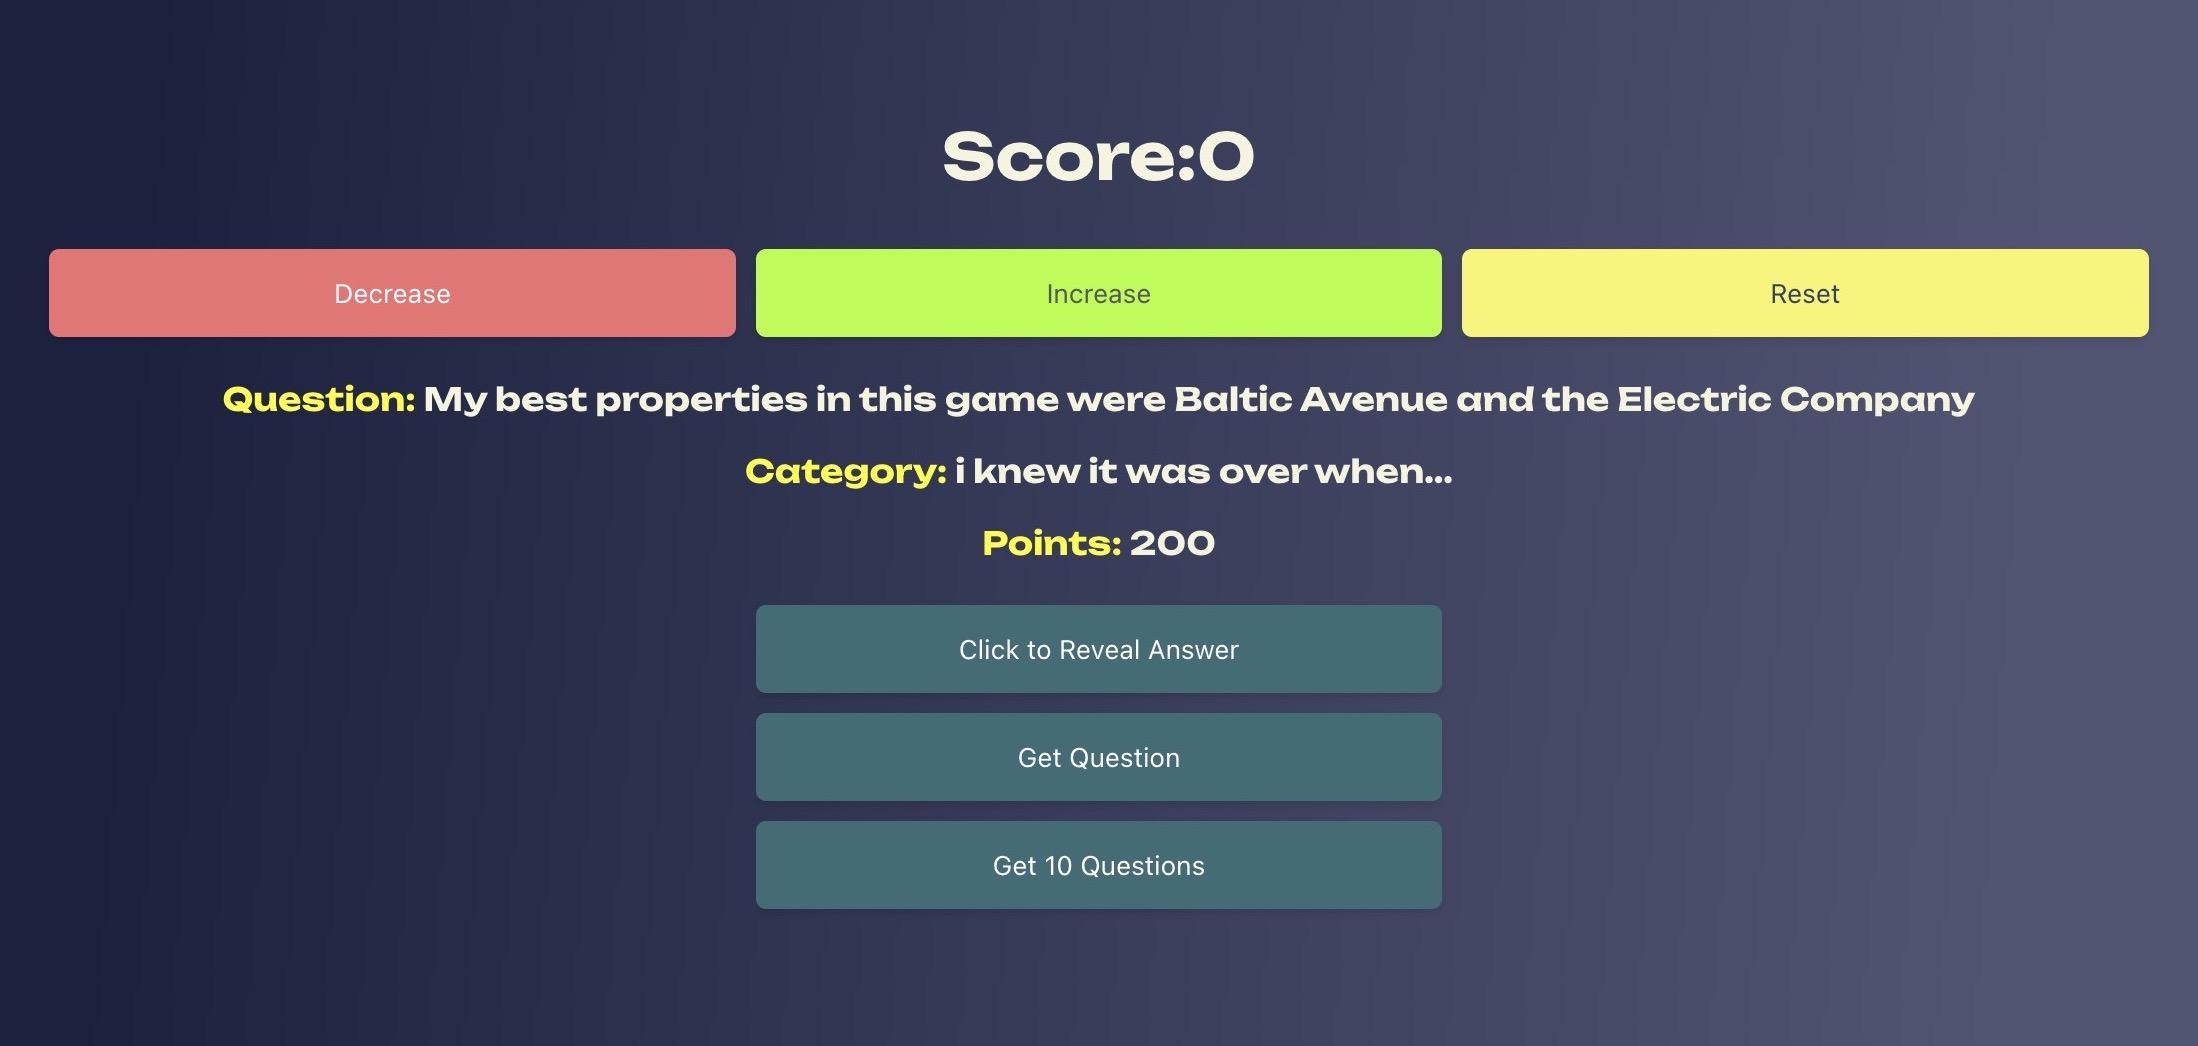 Score:0
Decrease
Increase
Reset
Question: My best properties in this game were Baltic Avenue and the Electric Company
Category: i knew it was over when...
Points: 200
Click to Reveal Answer
Get Question
Get 10 Questions